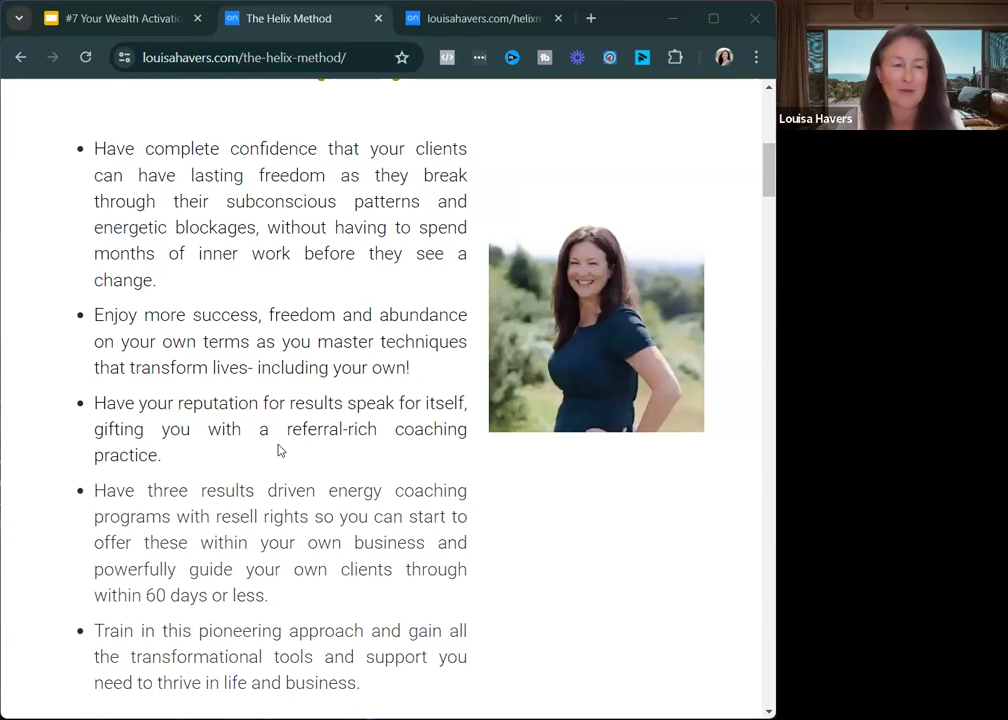 #7 Your Wealth Activatio
The Helix Method
louisahavers.com/helixm
louisahavers.com/the-helix-method/
Louisa Havers
Have complete confidence that your clients
can have lasting freedom as they break
through their subconscious patterns and
energetic blockages, without having to spend
months of inner work before they see a
change.
Enjoy more success, freedom and abundance
on your own terms as you master techniques
that transform lives- including your own!
Have your reputation for results speak for itself,
gifting you with a referral-rich coaching
practice.
Have three results driven energy coaching
programs with resell rights so you can start to
offer these within your own business and
powerfully guide your own clients through
within 60 days or less.
Train in this pioneering approach and gain all
the transformational tools and support you
need to thrive in life and business.